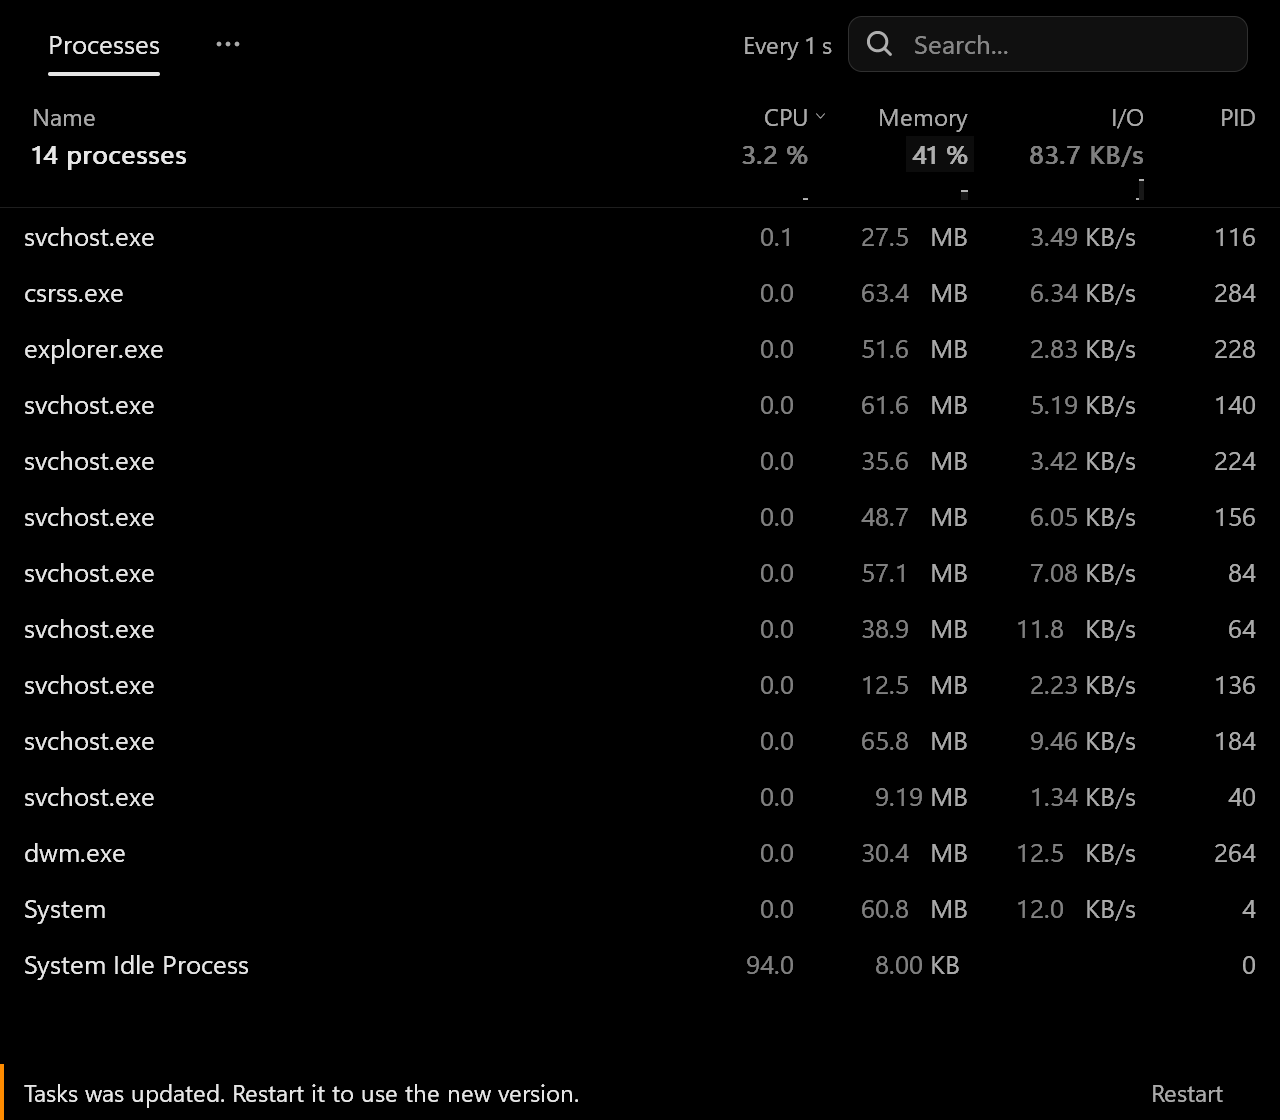 Processes ... Every 1 s Search...
Name CPU Memory I/O PID
14 processes 3.2 % 41 % 83.7 KB/s
svchost.exe 0.1 27.5 MB 3.49 KB/s 116
csrss.exe 0.0 63.4 MB 6.34 KB/s 284
explorer.exe 0.0 51.6 MB 2.83 KB/s 228
svchost.exe 0.0 61.6 MB 5.19 KB/s 140
svchost.exe 0.0 35.6 MB 3.42 KB/s 224
svchost.exe 0.0 48.7 MB 6.05 KB/s 156
svchost.exe 0.0 57.1 MB 7.08 KB/s 84
svchost.exe 0.0 38.9 MB 11.8 KB/s 64
svchost.exe 0.0 12.5 MB 2.23 KB/s 136
svchost.exe 0.0 65.8 MB 9.46 KB/s 184
svchost.exe 0.0 9.19 MB 1.34 KB/s 40
dwm.exe 0.0 30.4 MB 12.5 KB/s 264
System 0.0 60.8 MB 12.0 KB/s 4
System Idle Process 94.0 8.00 KB 0
Tasks was updated. Restart it to use the new version. Restart